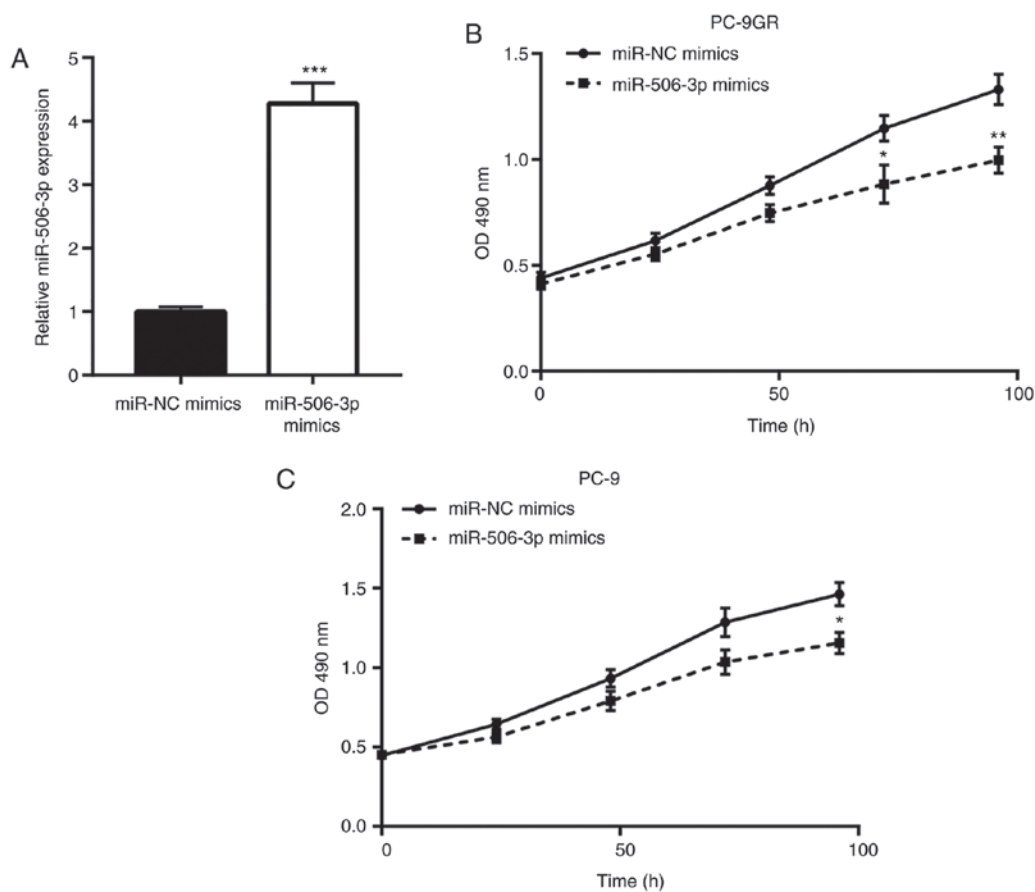 A
Relative miR-506-3p expression
5
4
3
2
1
0
***
miR-NC mimics
miR-506-3p
mimics
B
PC-9GR
miR-NC mimics
miR-506-3p mimics
OD 490 nm
1.5
1.0
0.5
0.0
*
**
0
50
100
Time (h)
C
PC-9
miR-NC mimics
miR-506-3p mimics
OD 490 nm
2.0
1.5
1.0
0.5
0.0
*
0
50
100
Time (h)